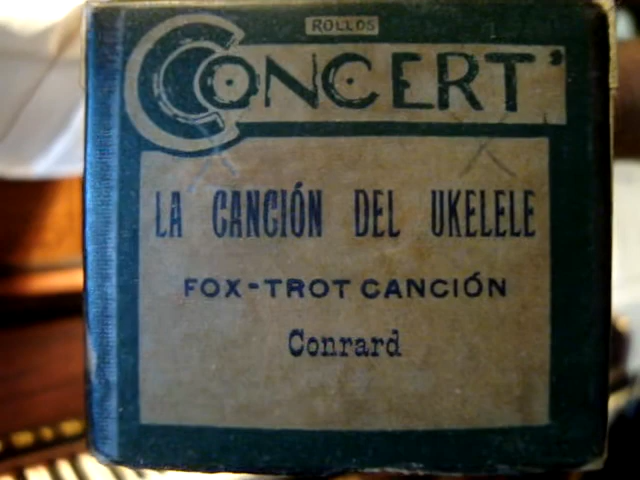 ROLLOS
CONCERT'
LA CANCIÓN DEL UKELELE
FOX-TROT CANCIÓN
Conrard